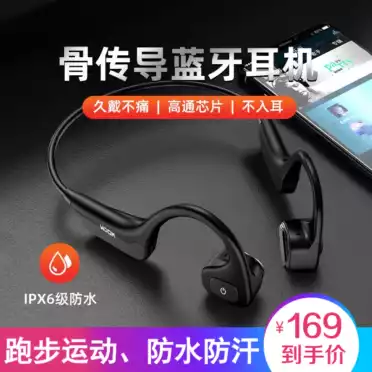 骨传导蓝牙耳机
久戴不痛 | 高通芯片 | 不入耳
IPX6级防水
¥169
到手价
跑步运动、防水防汗